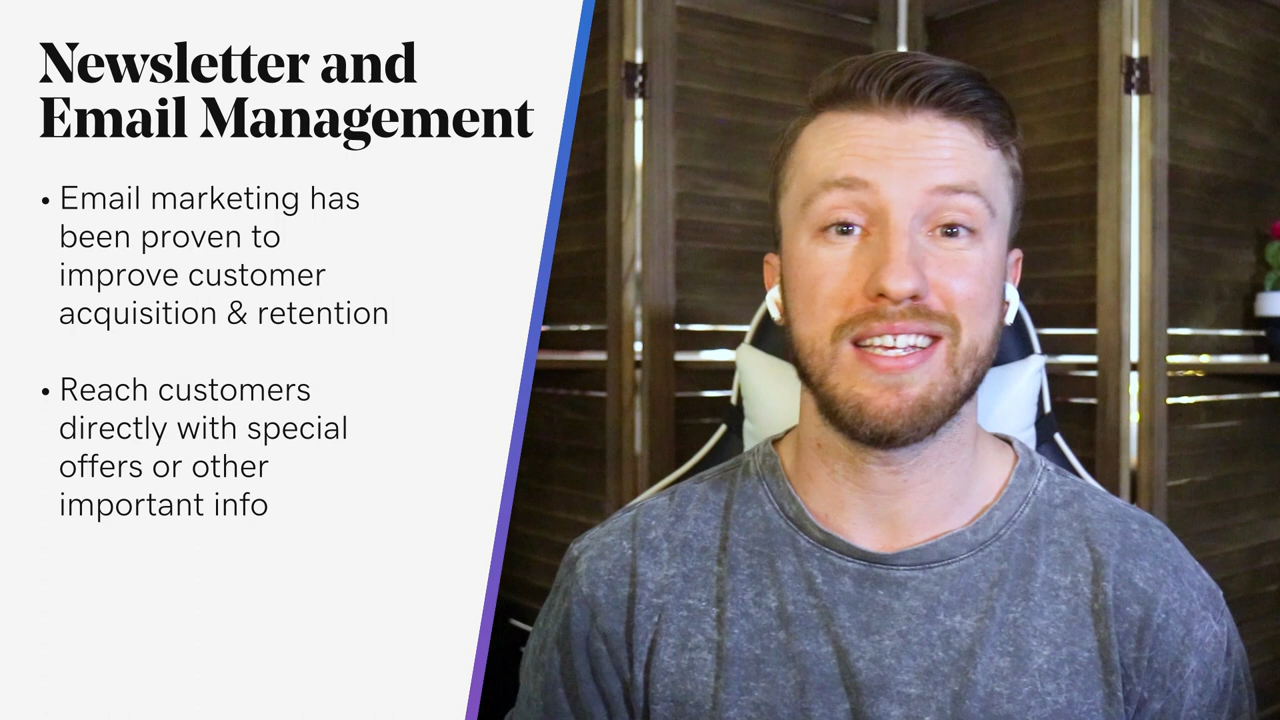 Newsletter and
Email Management
• Email marketing has
been proven to
improve customer
acquisition & retention
• Reach customers
directly with special
offers or other
important info